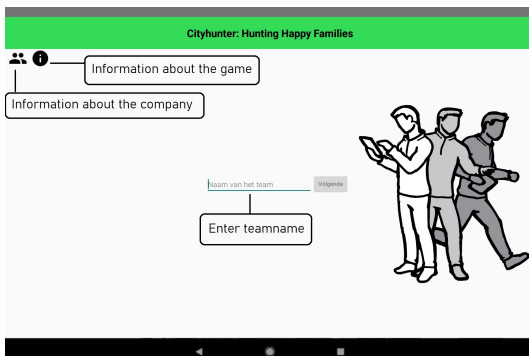 Cityhunter: Hunting Happy Families
Information about the game
Information about the company
Naam van het team
Volgende
Enter teamname